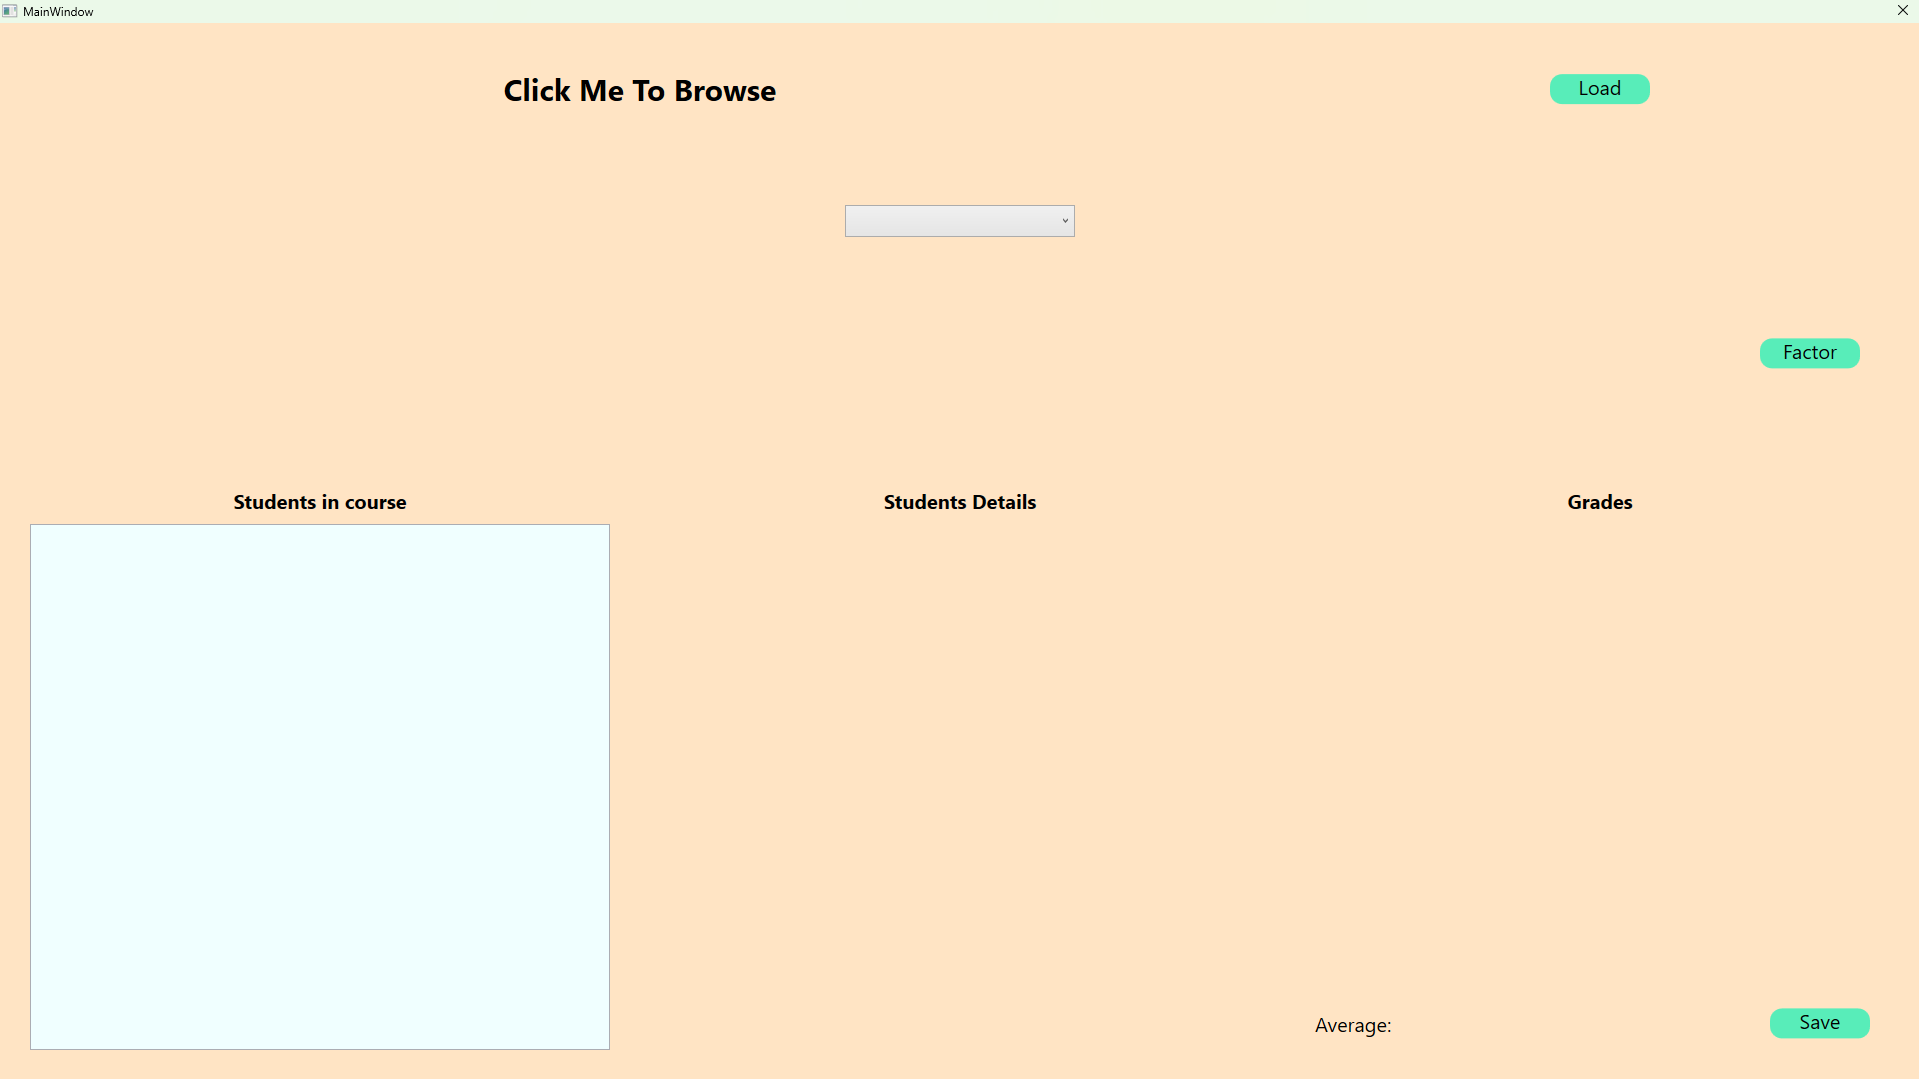 MainWindow
Click Me To Browse
Load
Factor
Students in course
Students Details
Grades
Average:
Save